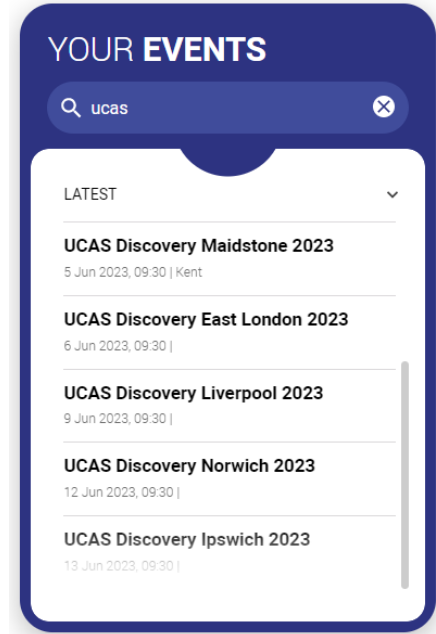 YOUR EVENTS
ucas
LATEST
UCAS Discovery Maidstone 2023
5 Jun 2023, 09:30 | Kent
UCAS Discovery East London 2023
6 Jun 2023, 09:30 |
UCAS Discovery Liverpool 2023
9 Jun 2023, 09:30 |
UCAS Discovery Norwich 2023
12 Jun 2023, 09:30 |
UCAS Discovery Ipswich 2023
13 Jun 2023, 09:30 |